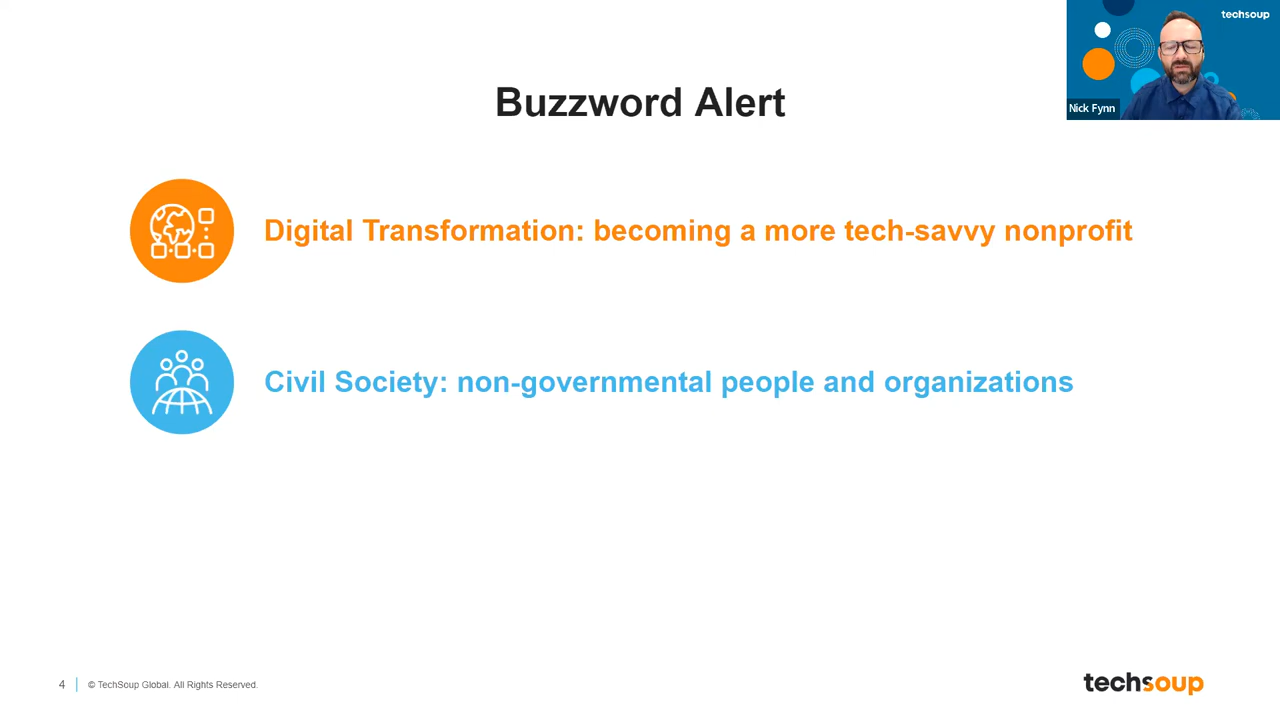 techsoup
Nick Fynn
Buzzword Alert
Digital Transformation: becoming a more tech-savvy nonprofit
Civil Society: non-governmental people and organizations
4
© TechSoup Global. All Rights Reserved.
techsoup